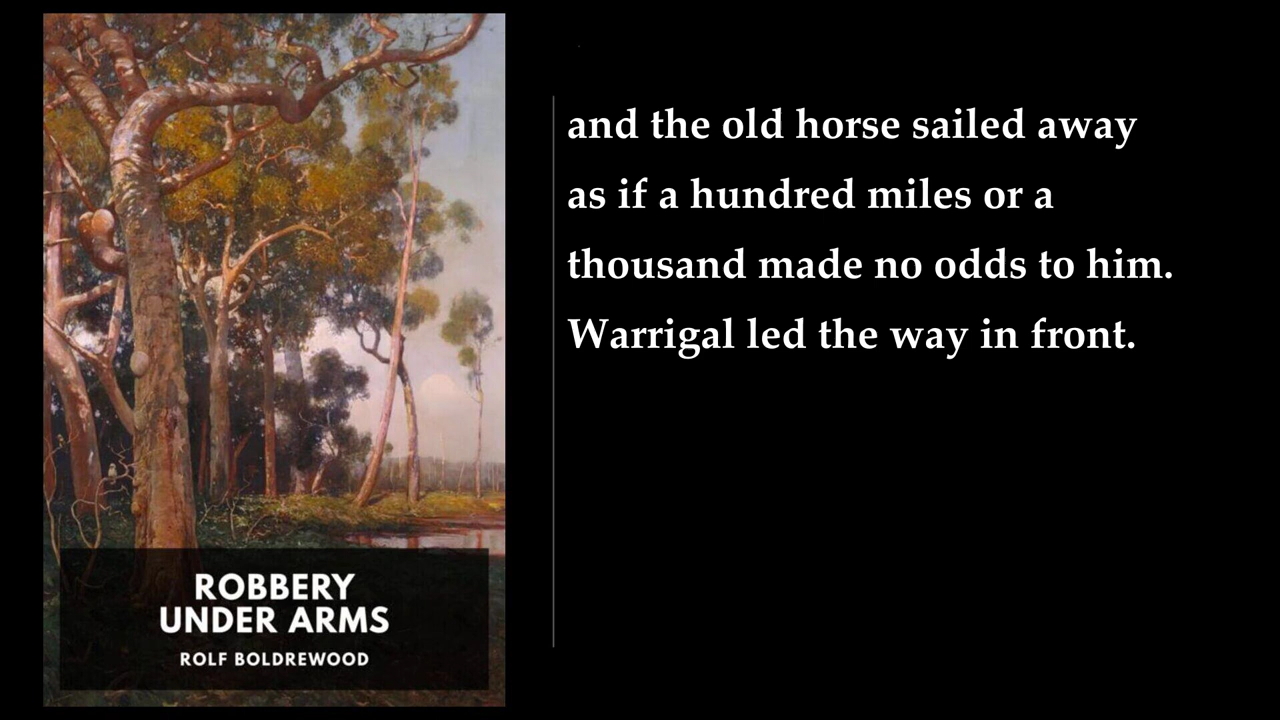 ROBBERY
UNDER ARMS
ROLF BOLDREWOOD
and the old horse sailed away
as if a hundred miles or a
thousand made no odds to him.
Warrigal led the way in front.